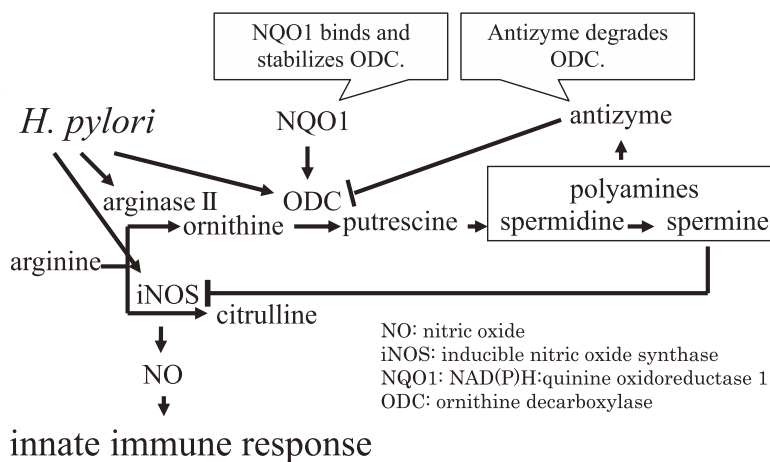 NQO1 binds and
stabilizes ODC.
Antizyme degrades
ODC.
H. pylori
NQO1
antizyme
arginase II
ODC
polyamines
ornithine
putrescine
spermidine
spermine
arginine
iNOS
citrulline
NO
innate immune response
NO: nitric oxide
iNOS: inducible nitric oxide synthase
NQO1: NAD(P)H:quinine oxidoreductase 1
ODC: ornithine decarboxylase